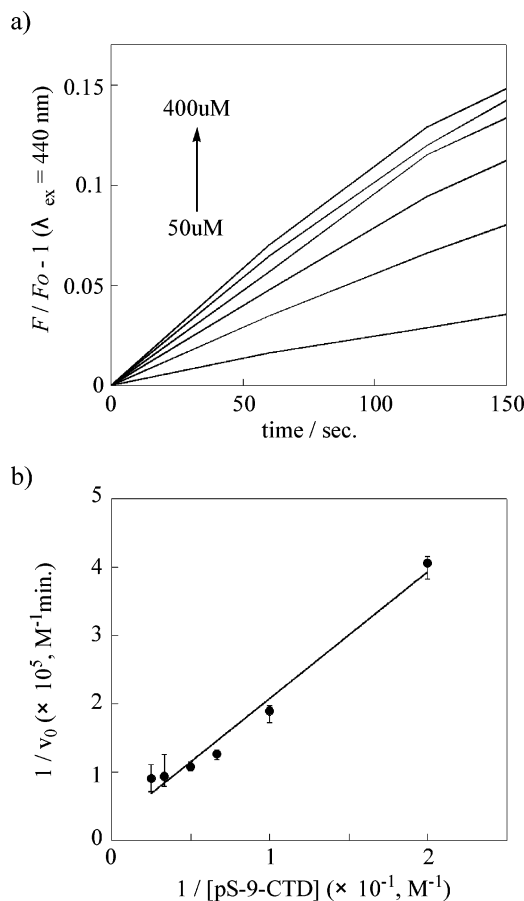 a)
F / Fo - 1 (λ ex = 440 nm)
0.15
0.1
0.05
0
400uM
50uM
0 50 100 150
time / sec.
b)
1 / v0 (× 10^5, M^-1min.)
5
4
3
2
1
0
0 1 2
1 / [pS-9-CTD] (× 10^-1, M^-1)